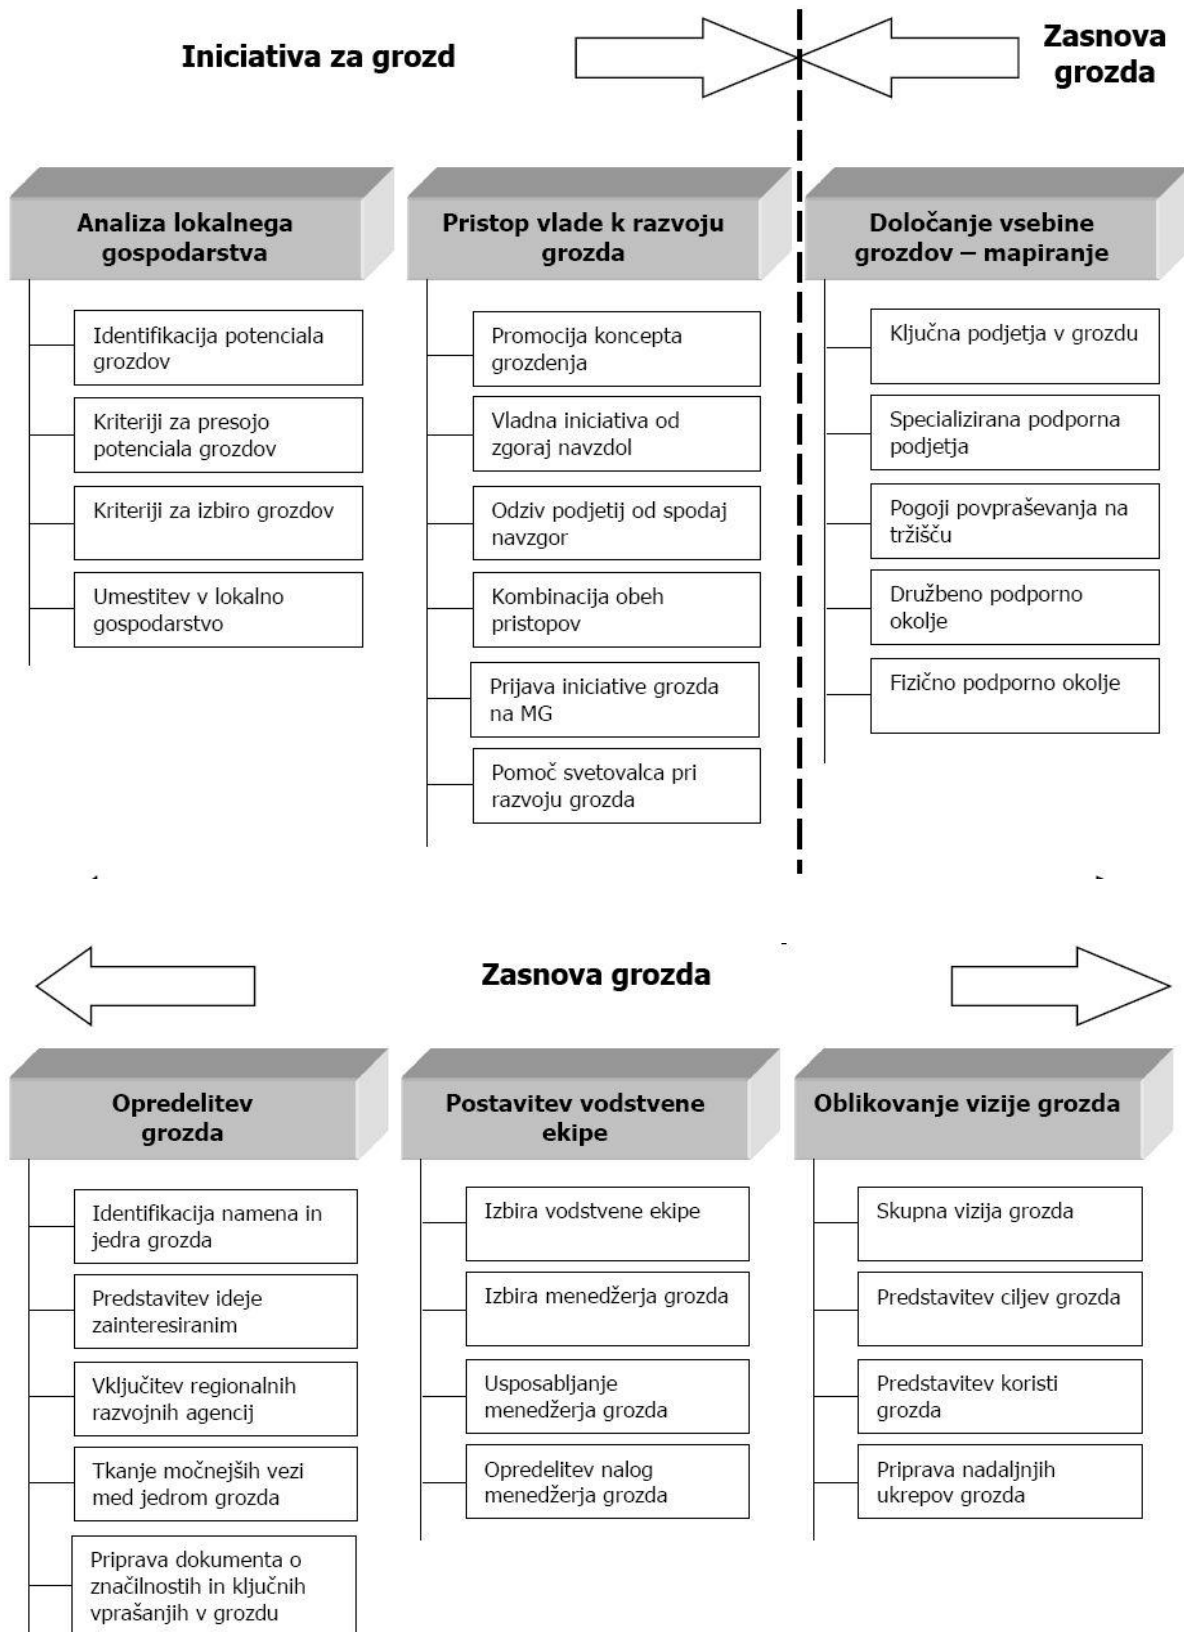 Iniciativa za grozd
Zasnova
grozda
Analiza lokalnega
gospodarstva
Identifikacija potenciala
grozdov
Kriteriji za presojo
potenciala grozdov
Kriteriji za izbiro grozdov
Umestitev v lokalno
gospodarstvo
Pristop vlade k razvoju
grozda
Promocija koncepta
grozdenja
Vladna iniciativa od
zgoraj navzdol
Odziv podjetij od spodaj
navzgor
Kombinacija obeh
pristopov
Prijava iniciative grozda
na MG
Pomoč svetovalca pri
razvoju grozda
Določanje vsebine
grozdov – mapiranje
Ključna podjetja v grozdu
Specializirana podporna
podjetja
Pogoji povpraševanja na
tržišču
Družbeno podporno
okolje
Fizično podporno okolje
Zasnova grozda
Opredelitev
grozda
Identifikacija namena in
jedra grozda
Predstavitev ideje
zainteresiranim
Vključitev regionalnih
razvojnih agencij
Tkanje močnejših vezi
med jedrom grozda
Priprava dokumenta o
značilnostih in ključnih
vprašanjih v grozdu
Postavitev vodstvene
ekipe
Izbira vodstvene ekipe
Izbira menedžerja grozda
Usposabljanje
menedžerja grozda
Opredelitev nalog
menedžerja grozda
Oblikovanje vizije grozda
Skupna vizija grozda
Predstavitev ciljev grozda
Predstavitev koristi
grozda
Priprava nadaljnjih
ukrepov grozda